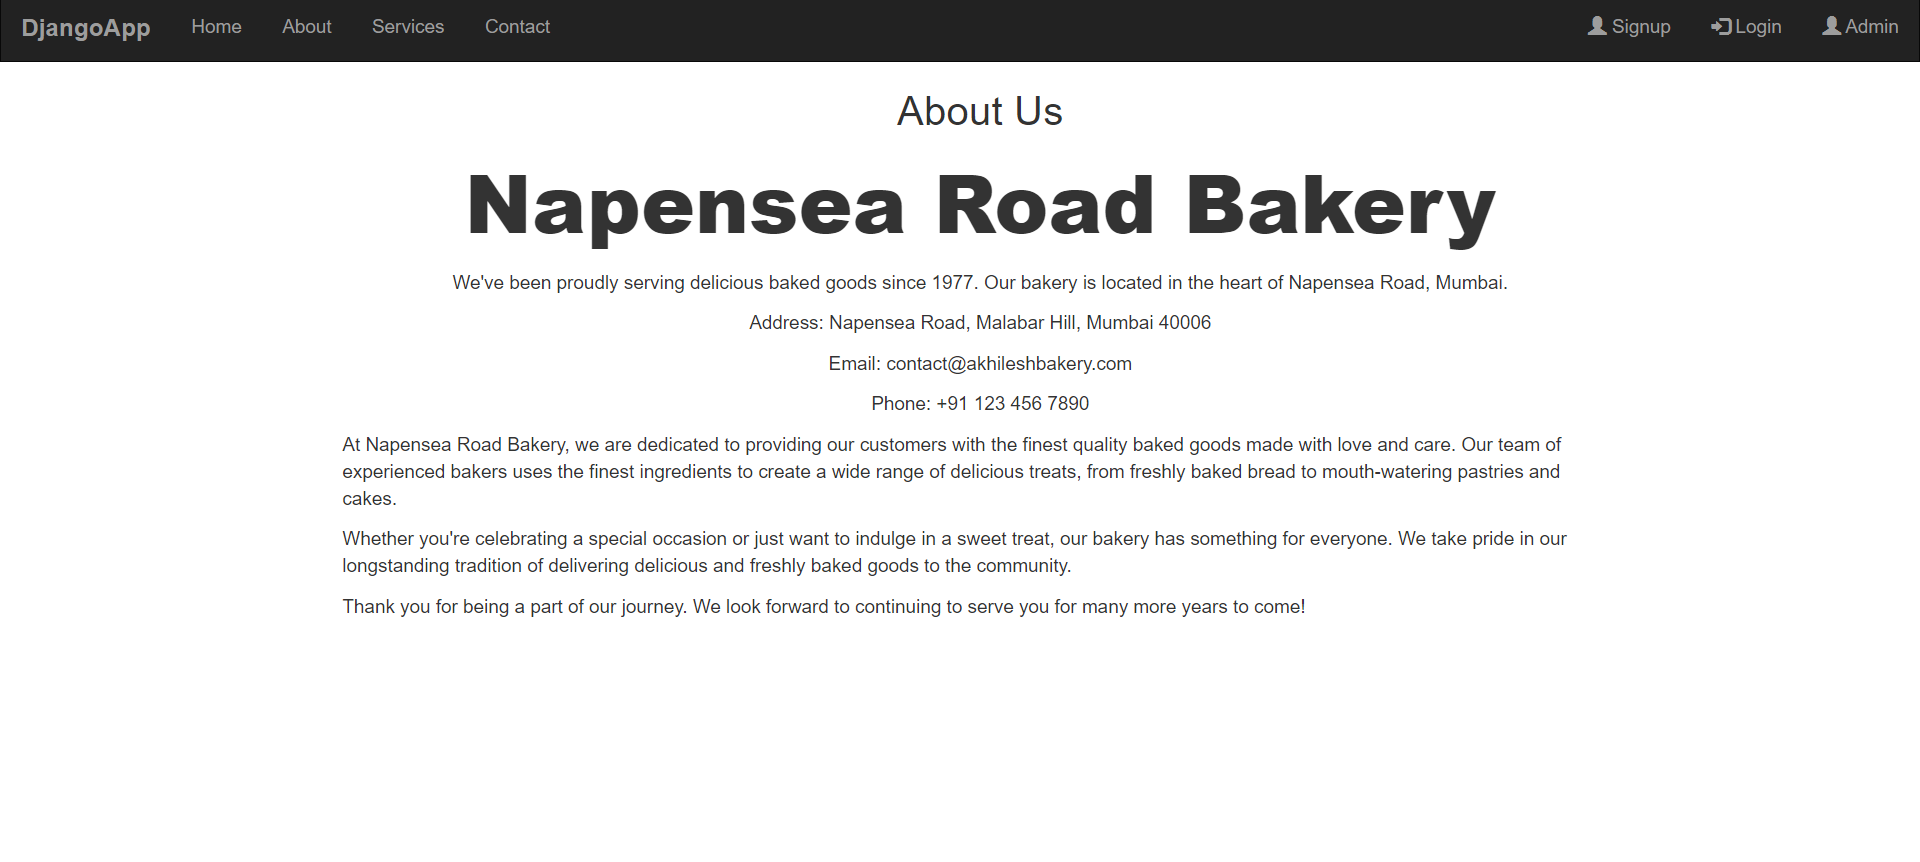 DjangoApp Home About Services Contact Signup Login Admin
About Us
Napensea Road Bakery
We've been proudly serving delicious baked goods since 1977. Our bakery is located in the heart of Napensea Road, Mumbai.
Address: Napensea Road, Malabar Hill, Mumbai 40006
Email: contact@akhileshbakery.com
Phone: +91 123 456 7890
At Napensea Road Bakery, we are dedicated to providing our customers with the finest quality baked goods made with love and care. Our team of
experienced bakers uses the finest ingredients to create a wide range of delicious treats, from freshly baked bread to mouth-watering pastries and
cakes.
Whether you're celebrating a special occasion or just want to indulge in a sweet treat, our bakery has something for everyone. We take pride in our
longstanding tradition of delivering delicious and freshly baked goods to the community.
Thank you for being a part of our journey. We look forward to continuing to serve you for many more years to come!